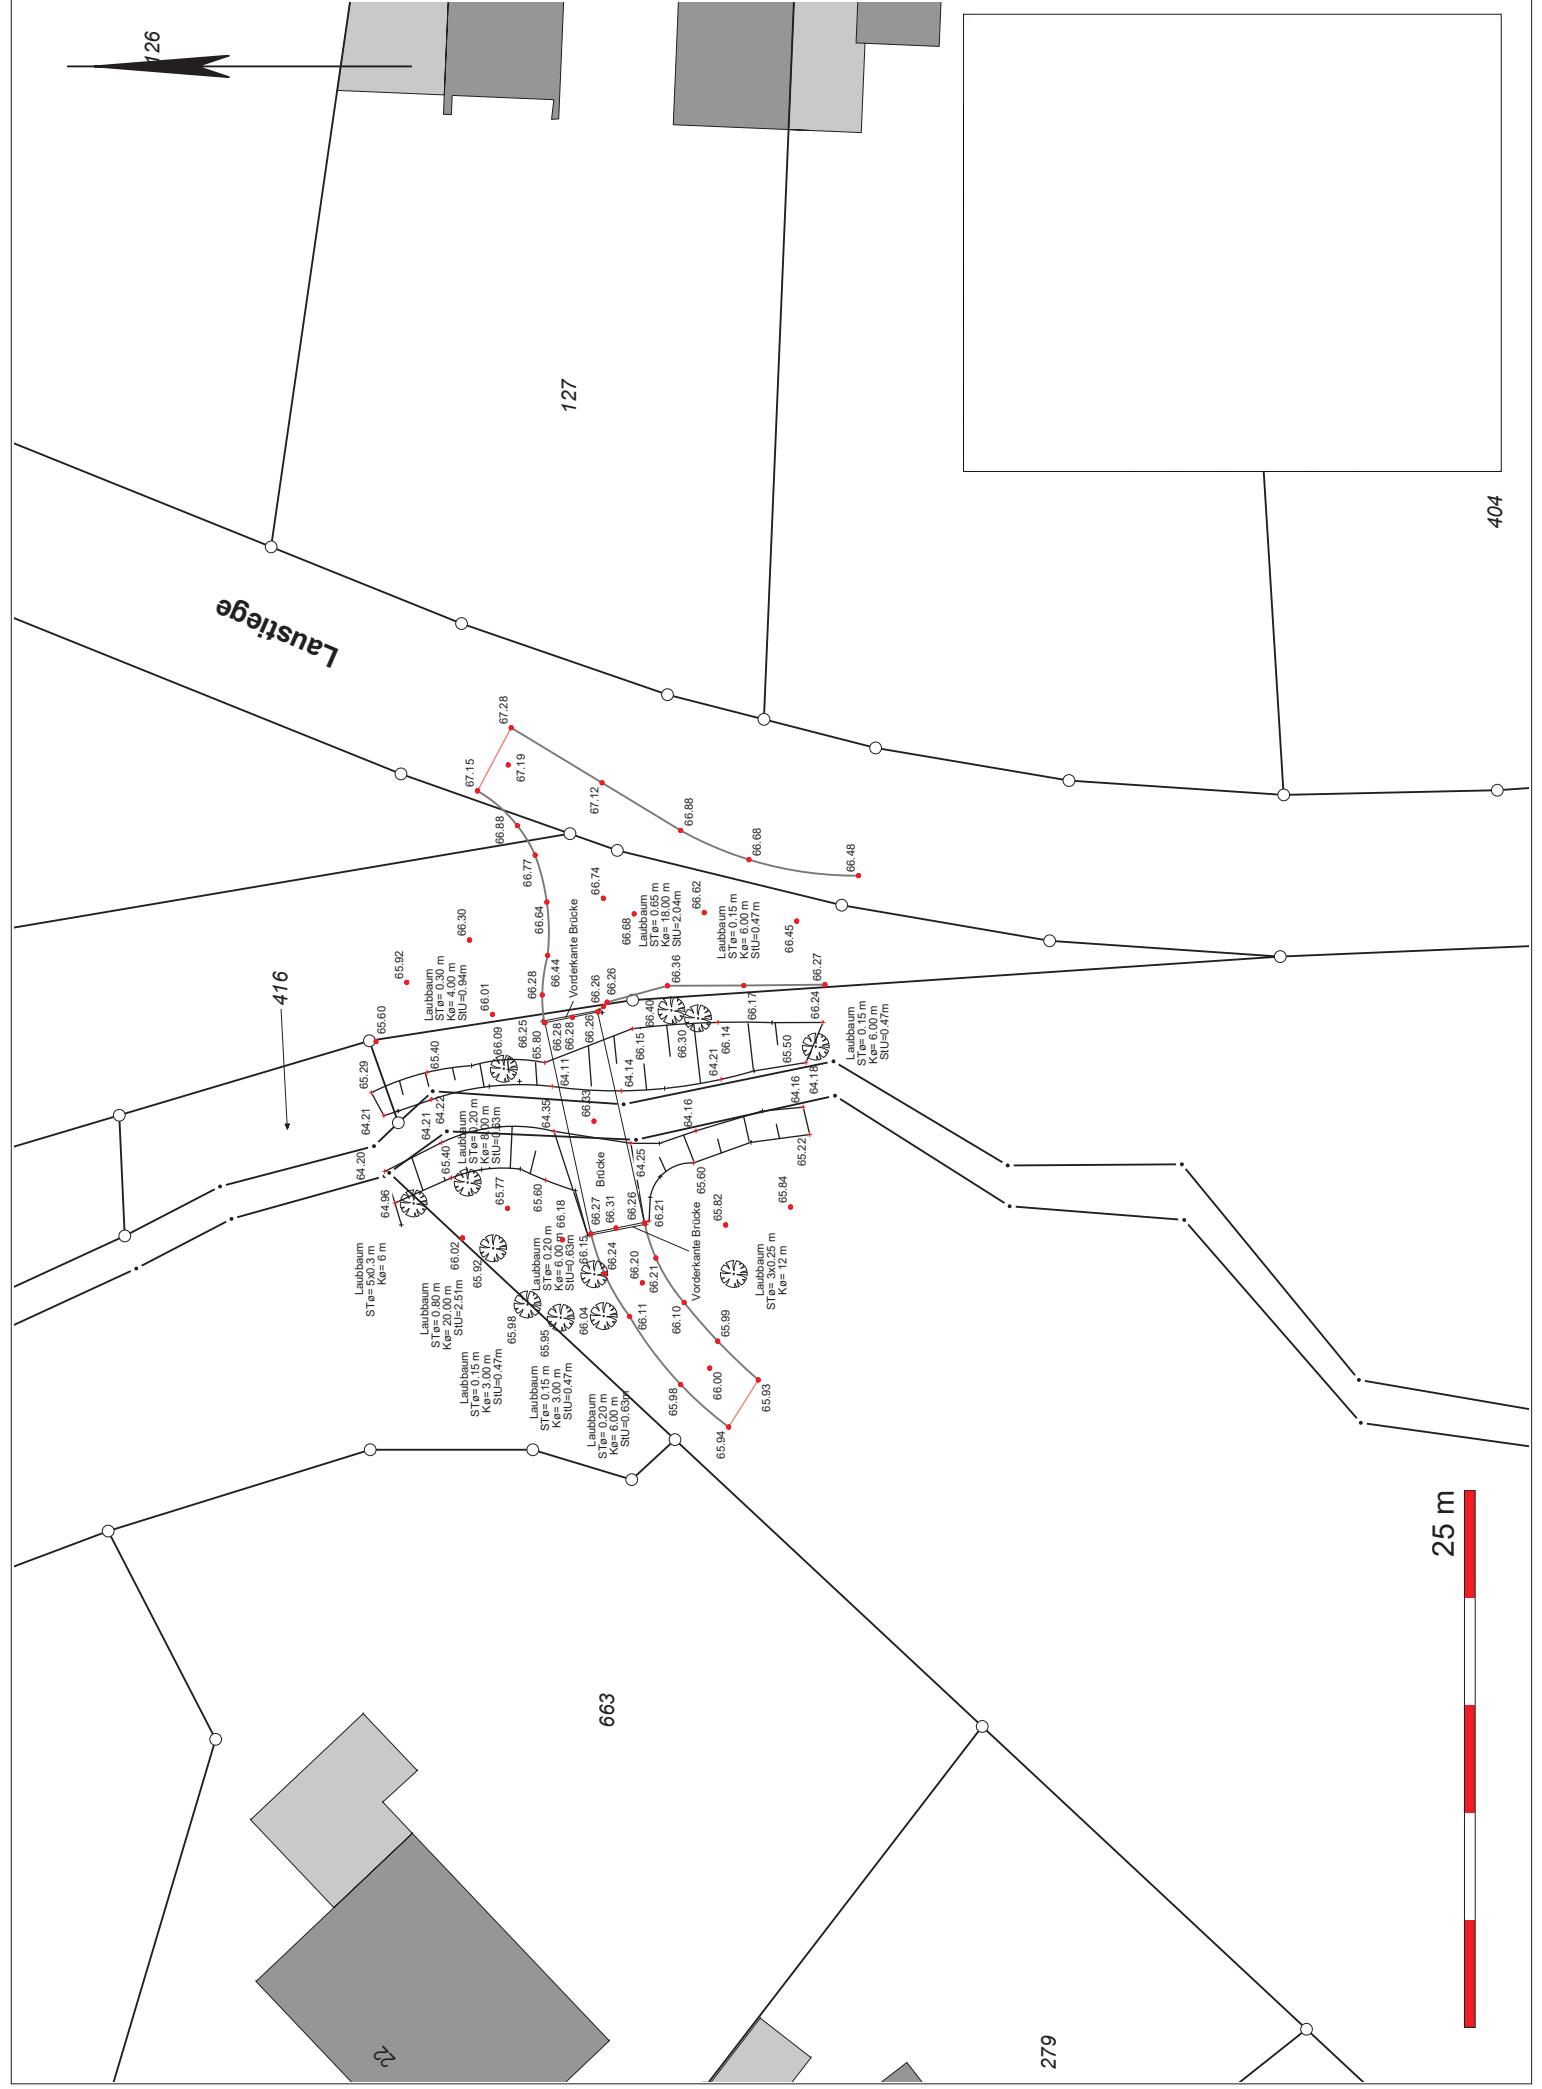 126
127
404
Laustiege
416
67.28
67.15
67.19
67.12
66.88
66.88
66.77
66.68
66.48
66.74
66.64
66.68
66.62
66.45
66.30
65.92
66.44
66.28
Vorderkante Brücke
Laubbaum
STø= 0.65 m
Kø= 18.00 m
StU=2.04m
Laubbaum
STø= 0.15 m
Kø= 6.00 m
StU=0.47m
Laubbaum
STø= 0.30 m
Kø= 4.00 m
StU=0.94m
66.01
65.60
66.26
66.26
66.36
66.27
66.17
66.24
66.40
66.25
66.28
66.28
66.26
65.80
66.09
65.40
65.29
66.15
66.30
66.14
65.50
Laubbaum
STø= 0.15 m
Kø= 6.00 m
StU=0.47m
64.21
64.11
64.14
64.21
64.18
64.16
64.22
64.21
66.33
64.35
64.16
64.20
65.40
Laubbaum
STø= 0.20 m
Kø= 8.00 m
StU=0.63m
64.25
65.22
65.60
64.96
65.77
65.60
Brücke
66.18
66.27
66.31
66.26
66.21
65.82
65.84
66.02
65.92
66.15
66.24
66.20
66.21
Vorderkante Brücke
Laubbaum
STø= 5x0.3 m
Kø= 6 m
Laubbaum
STø= 0.80 m
Kø= 20.00 m
StU=2.51m
Laubbaum
STø= 0.20 m
Kø= 6.00 m
StU=0.63m
Laubbaum
STø= 3x0.25 m
Kø= 12 m
65.98
65.95
66.04
66.11
66.10
65.99
Laubbaum
STø= 0.15 m
Kø= 3.00 m
StU=0.47m
Laubbaum
STø= 0.15 m
Kø= 3.00 m
StU=0.47m
Laubbaum
STø= 0.20 m
Kø= 6.00 m
StU=0.63m
65.98
66.00
65.93
65.94
25 m
663
22
279